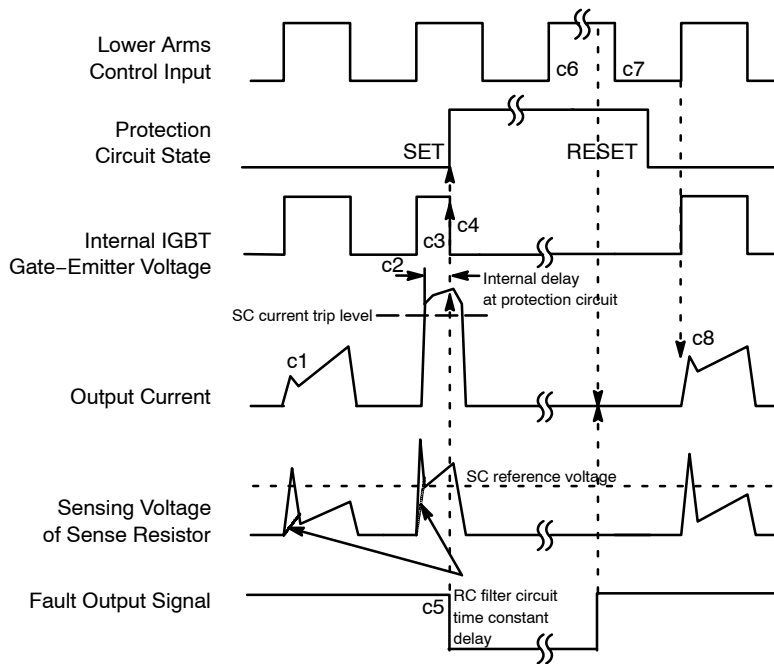 Lower Arms
Control Input
c6
c7
Protection
Circuit State
SET
RESET
Internal IGBT
Gate−Emitter Voltage
c3
c4
c2
Internal delay
at protection circuit
SC current trip level
c1
c8
Output Current
SC reference voltage
Sensing Voltage
of Sense Resistor
Fault Output Signal
c5
RC filter circuit
time constant
delay